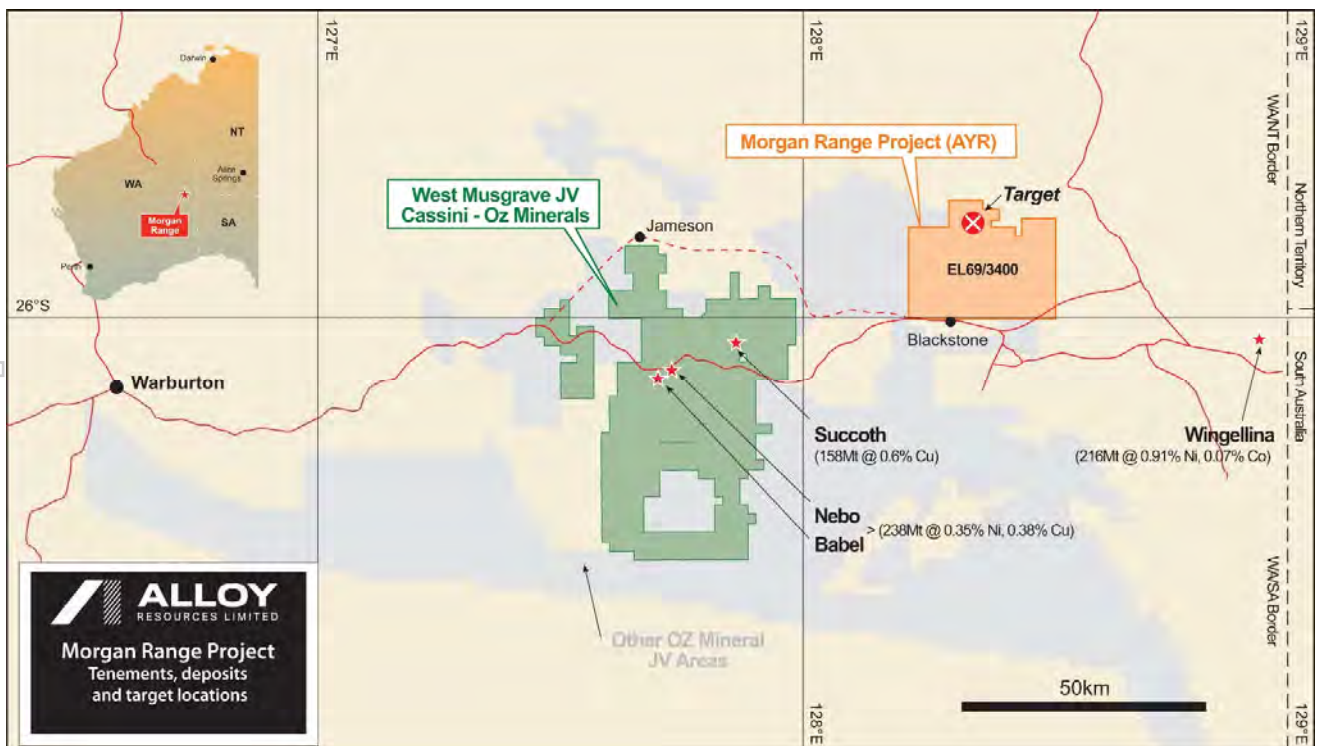 127°E
128°E
129°E
Darwin
NT
Alice
Springs
WA
Morgan
Range
SA
Perth
WA/NT Border
Northern Territory
Morgan Range Project (AYR)
West Musgrave JV
Cassini - Oz Minerals
Target
Jameson
EL69/3400
26°S
Blackstone
Warburton
South Australia
Succoth
(158Mt @ 0.6% Cu)
Wingellina
(216Mt @ 0.91% Ni, 0.07% Co)
Nebo
Babel
> (238Mt @ 0.35% Ni, 0.38% Cu)
WA/SA Border
Other OZ Mineral
JV Areas
ALLOY
RESOURCES LIMITED
Morgan Range Project
Tenements, deposits
and target locations
50km
128°E
129°E